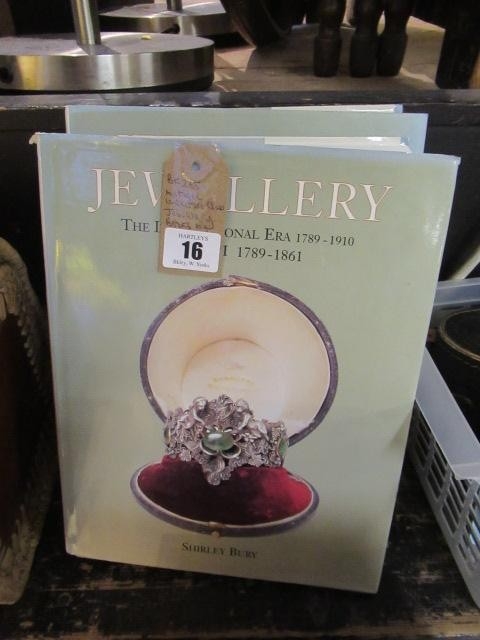 JEW LLERY
THE I ONAL ERA 1789-1910
I 1789-1861
HARTLEYS
16
Ilkley, W. Yorks
SHIRLEY BURY